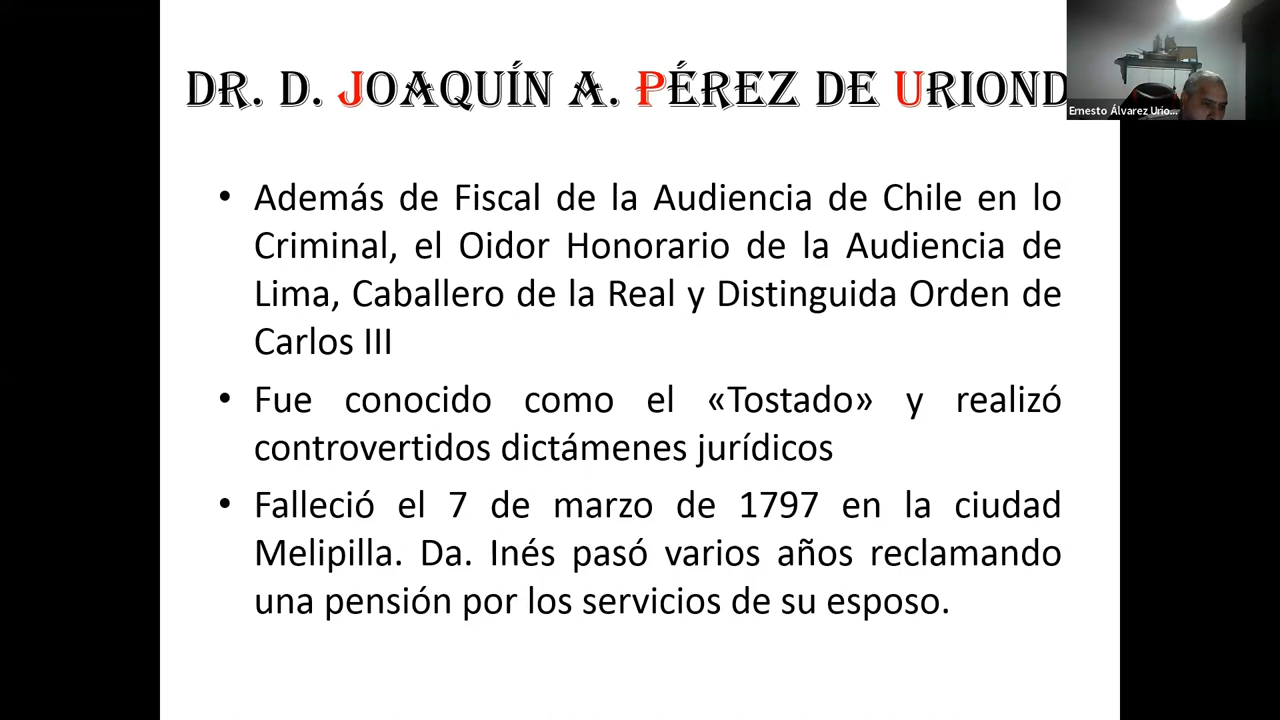 DR. D. JOAQUÍN A. PÉREZ DE URIOND
Ernesto Álvarez Urio...
• Además de Fiscal de la Audiencia de Chile en lo
Criminal, el Oidor Honorario de la Audiencia de
Lima, Caballero de la Real y Distinguida Orden de
Carlos III
• Fue conocido como el «Tostado» y realizó
controvertidos dictámenes jurídicos
• Falleció el 7 de marzo de 1797 en la ciudad
Melipilla. Da. Inés pasó varios años reclamando
una pensión por los servicios de su esposo.